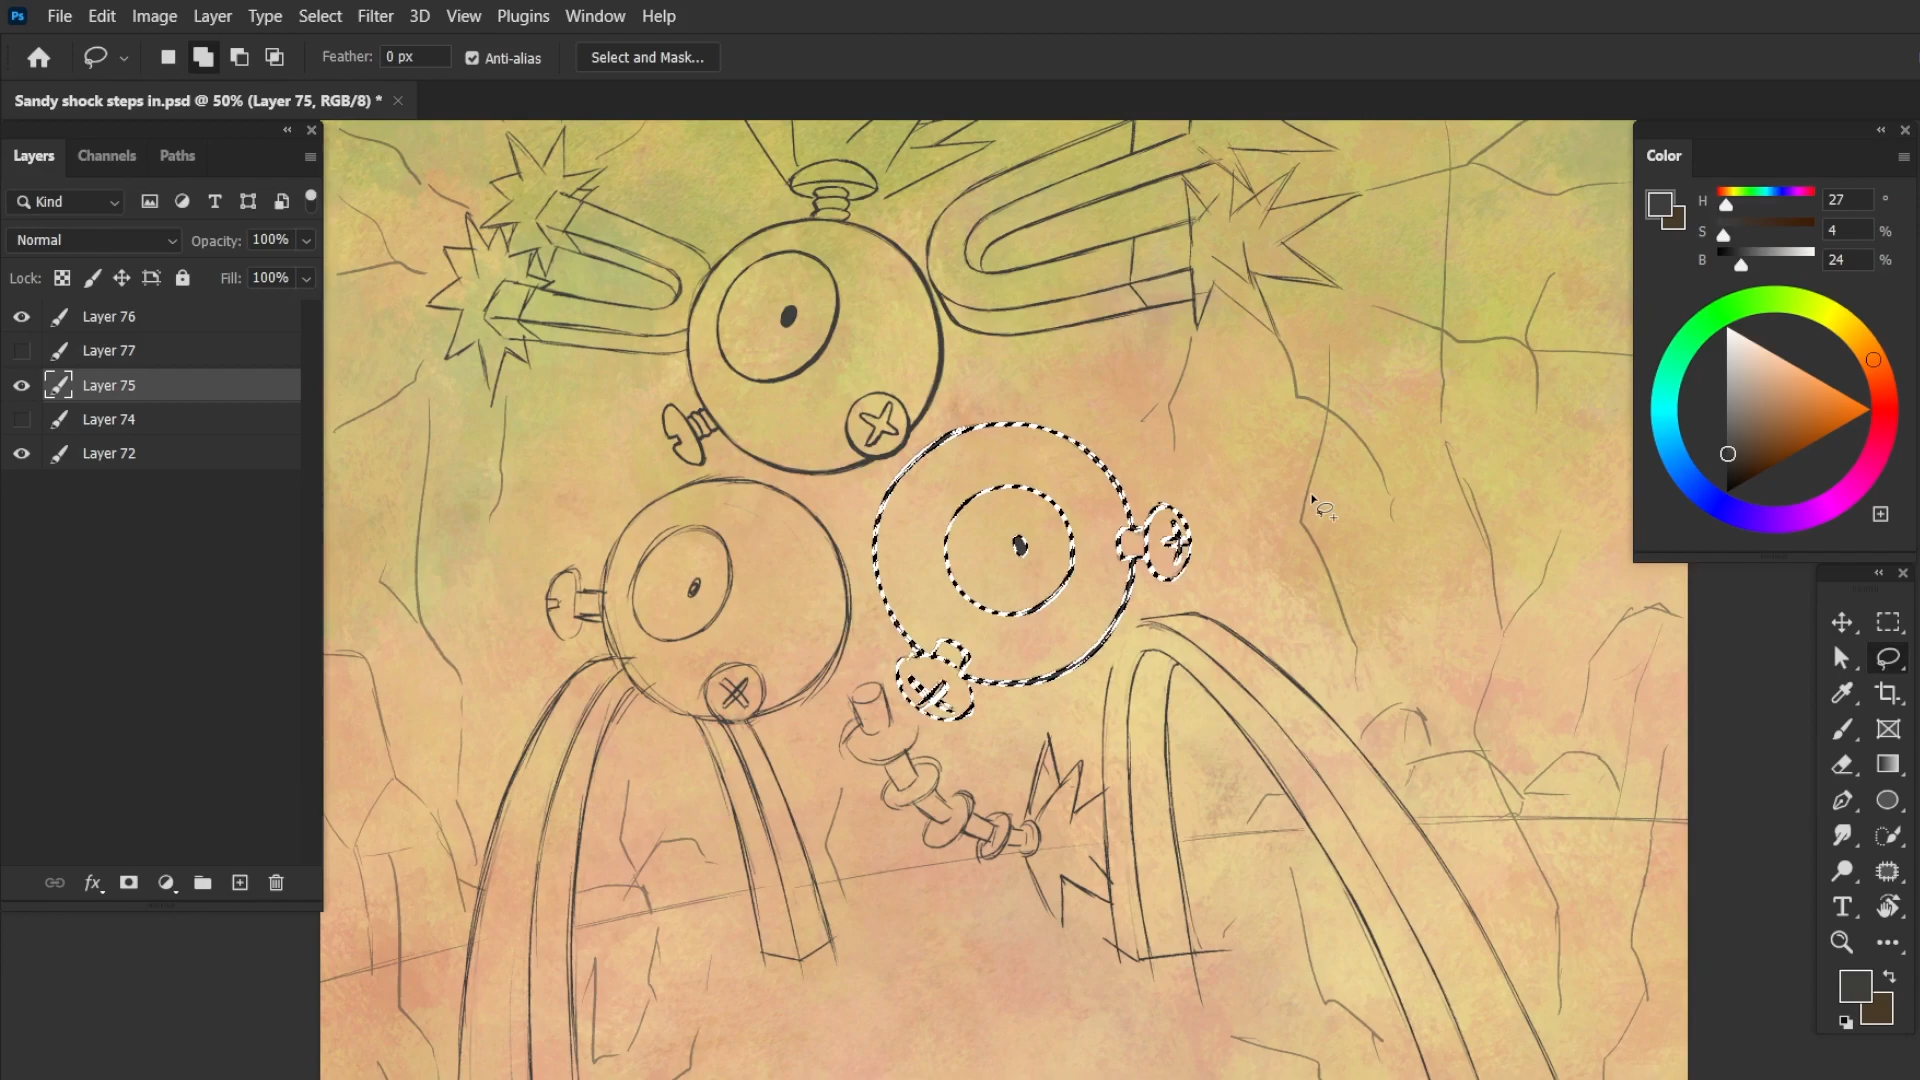 Ps File Edit Image Layer Type Select Filter 3D View Plugins Window Help
Feather: 0 px Anti-alias Select and Mask...
Sandy shock steps in.psd @ 50% (Layer 75, RGB/8) *
Layers Channels Paths
Kind
Normal Opacity: 100%
Lock: Fill: 100%
Layer 76
Layer 77
Layer 75
Layer 74
Layer 72
fx
Color
H 27 °
S 4 %
B 24 %